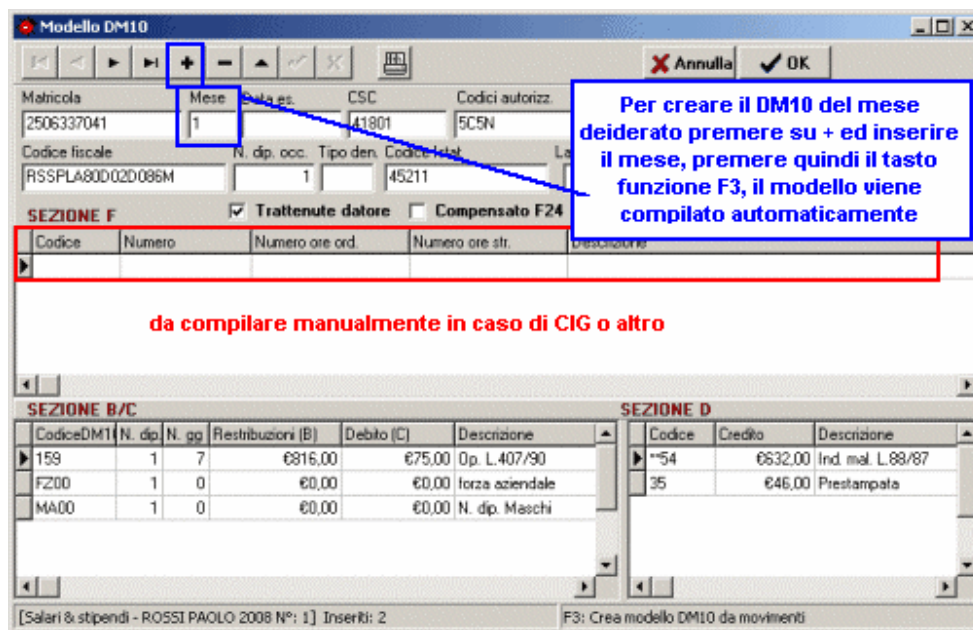 Modello DM10
Annulla OK
Matricola Mese Data es. CSC Codici autorizz.
2506337041 1 41801 5C5N
Codice fiscale N. dip. occ. Tipo den. Codice Istat La
RSSPLA80D02D086M 1 45211
Per creare il DM10 del mese
deiderato premere su + ed inserire
il mese, premere quindi il tasto
funzione F3, il modello viene
compilato automaticamente
SEZIONE F Trattenute datore Compensato F24
Codice Numero Numero ore ord. Numero ore str. Descrizione
da compilare manualmente in caso di CIG o altro
SEZIONE B/C
CodiceDM1 N. dip. N. gg Restribuzioni (B) Debito (C) Descrizione
159 1 7 €816,00 €75,00 Op. L.407/90
FZ00 1 0 €0,00 €0,00 forza aziendale
MA00 1 0 €0,00 €0,00 N. dip. Maschi
SEZIONE D
Codice Credito Descrizione
**54 €632,00 Ind. mal. L.88/87
35 €46,00 Prestampata
[Salari & stipendi - ROSSI PAOLO 2008 N°: 1] Inseriti: 2
F3: Crea modello DM10 da movimenti